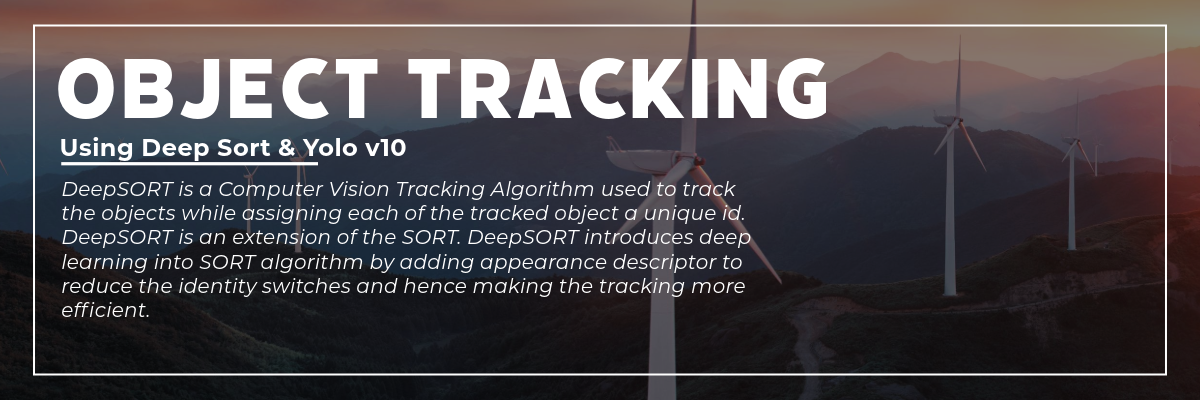 OBJECT TRACKING
Using Deep Sort & Yolo v10
DeepSORT is a Computer Vision Tracking Algorithm used to track
the objects while assigning each of the tracked object a unique id.
DeepSORT is an extension of the SORT. DeepSORT introduces deep
learning into SORT algorithm by adding appearance descriptor to
reduce the identity switches and hence making the tracking more
efficient.